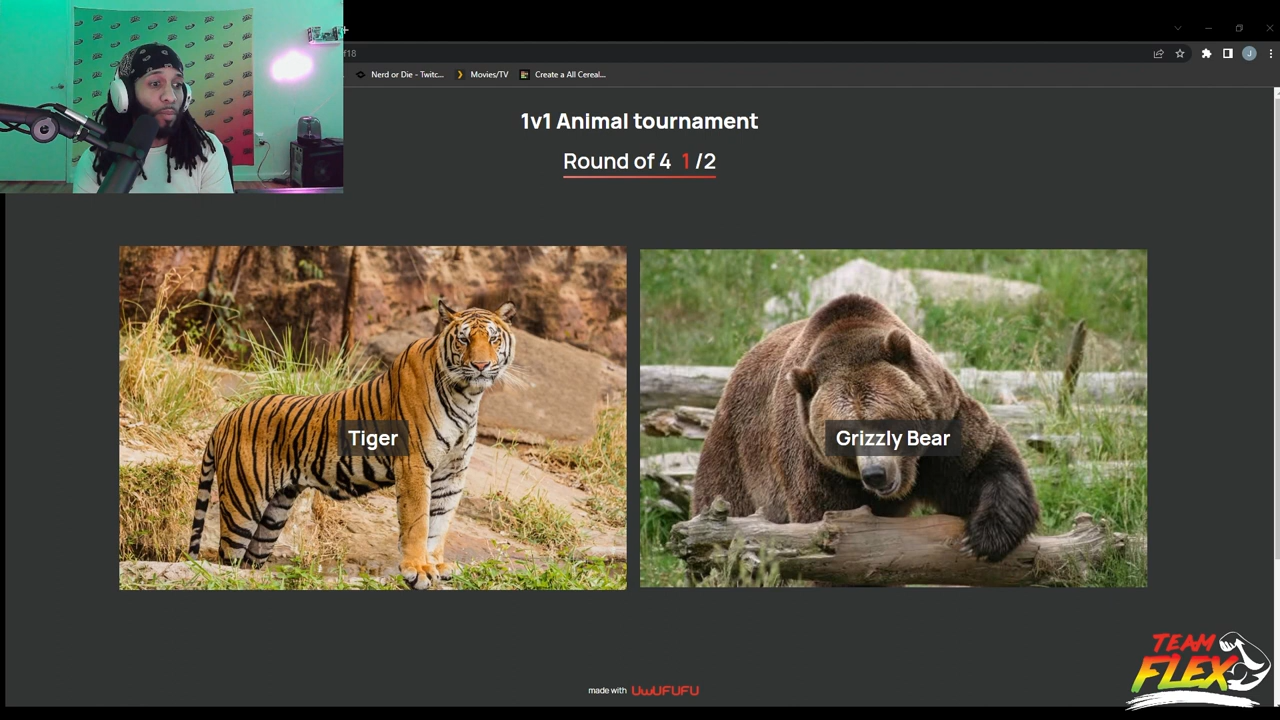 f18
Nerd or Die - Twitc...
Movies/TV
Create a All Cereal...
J
1v1 Animal tournament
Round of 4 1 /2
Tiger
Grizzly Bear
made with UwUFUFU
TEAM
FLEX